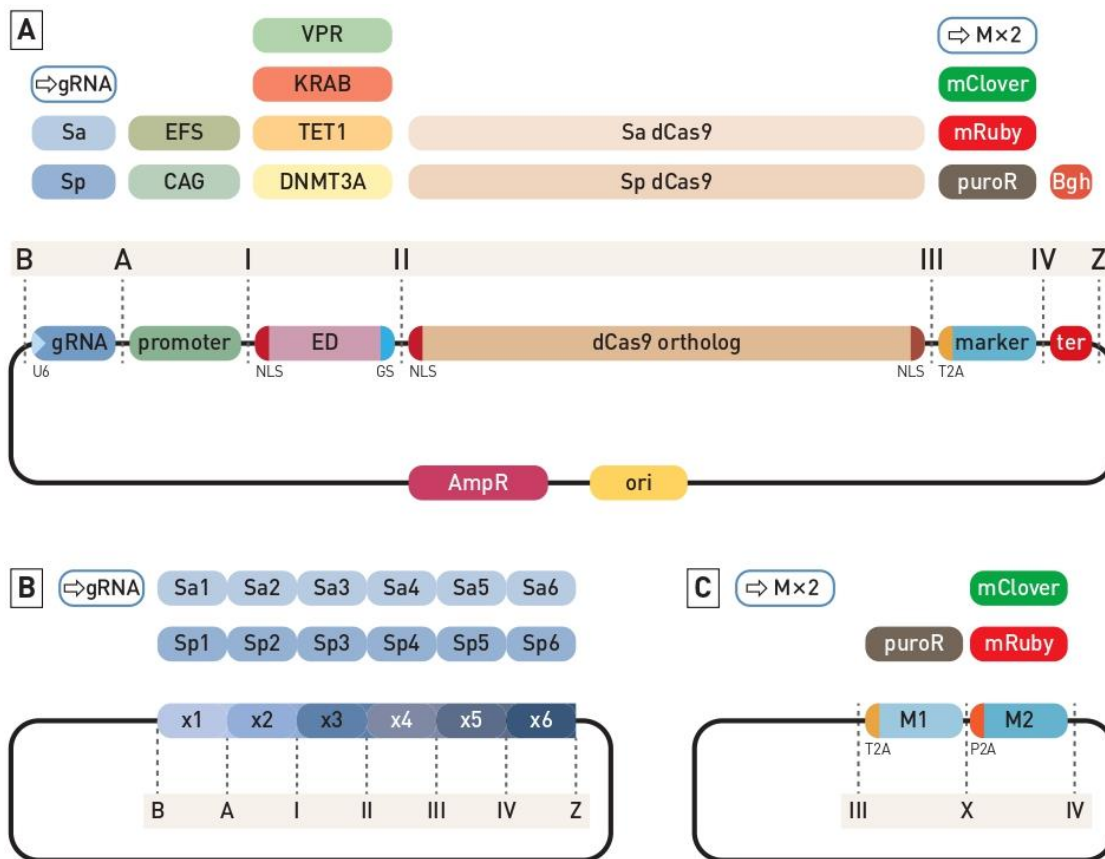 A
VPR
⇨ M×2
⇨gRNA
KRAB
mClover
Sa
EFS
TET1
Sa dCas9
mRuby
Sp
CAG
DNMT3A
Sp dCas9
puroR
Bgh
B A I II III IV Z
gRNA promoter ED dCas9 ortholog marker ter
U6 NLS GS NLS NLS T2A
AmpR ori
B
⇨gRNA
Sa1 Sa2 Sa3 Sa4 Sa5 Sa6
Sp1 Sp2 Sp3 Sp4 Sp5 Sp6
x1 x2 x3 x4 x5 x6
B A I II III IV Z
C
⇨ M×2
mClover
puroR mRuby
M1 M2
T2A P2A
III X IV